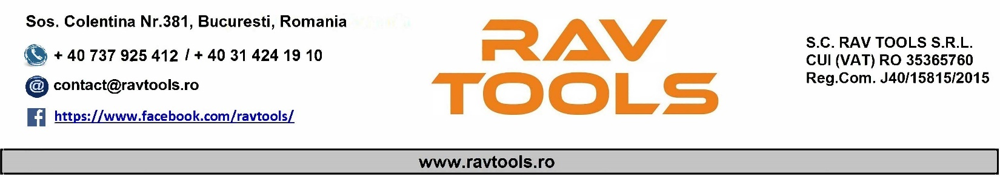 Sos. Colentina Nr.381, Bucuresti, Romania
+ 40 737 925 412 / + 40 31 424 19 10
@ contact@ravtools.ro
f https://www.facebook.com/ravtools/
RAV
TOOLS
S.C. RAV TOOLS S.R.L.
CUI (VAT) RO 35365760
Reg.Com. J40/15815/2015
www.ravtools.ro